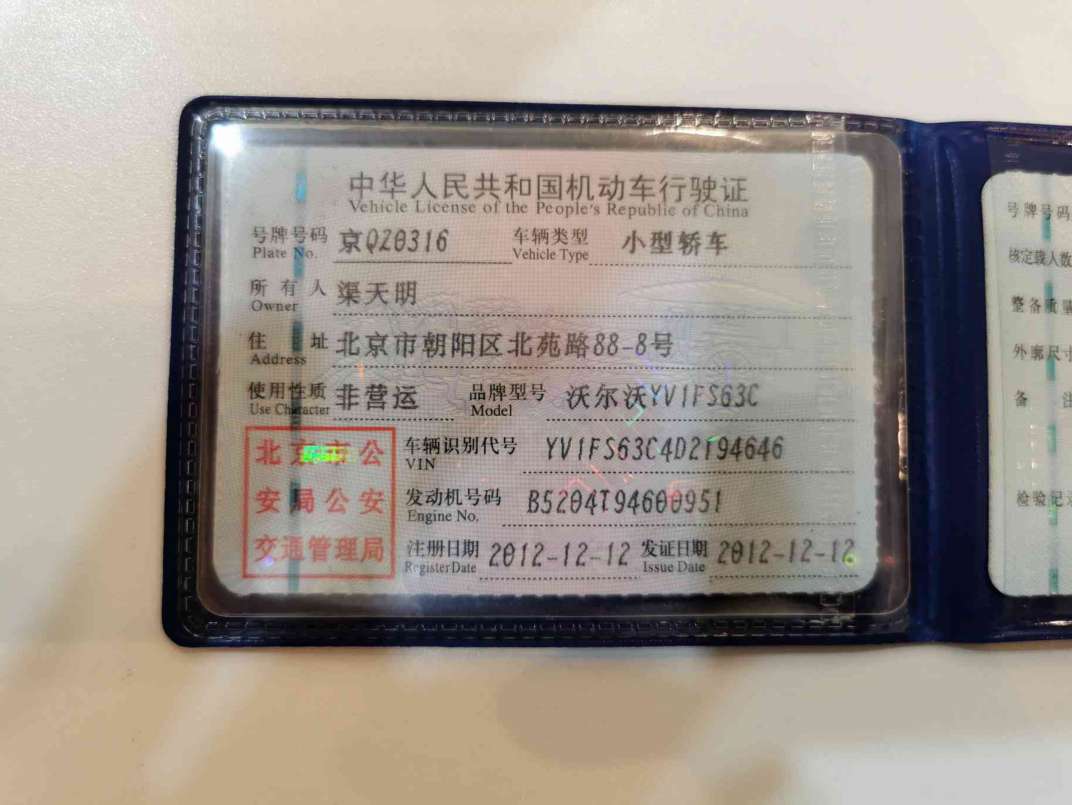 中华人民共和国机动车行驶证
Vehicle License of the People's Republic of China
号牌号码 京QZ0316 车辆类型 小型轿车
Plate No. Vehicle Type
所有人 渠天明
Owner
住址 北京市朝阳区北苑路88-8号
Address
使用性质 非营运 品牌型号 沃尔沃YV1FS63C
Use Character Model
北京市公
安局公安
交通管理局
车辆识别代号 YV1FS63C4D2194646
VIN
发动机号码 B5204T94600951
Engine No.
注册日期 2012-12-12 发证日期 2012-12-12
Register Date Issue Date
号牌号码
核定载人数
整备质量
外廓尺寸
备注
检验记录